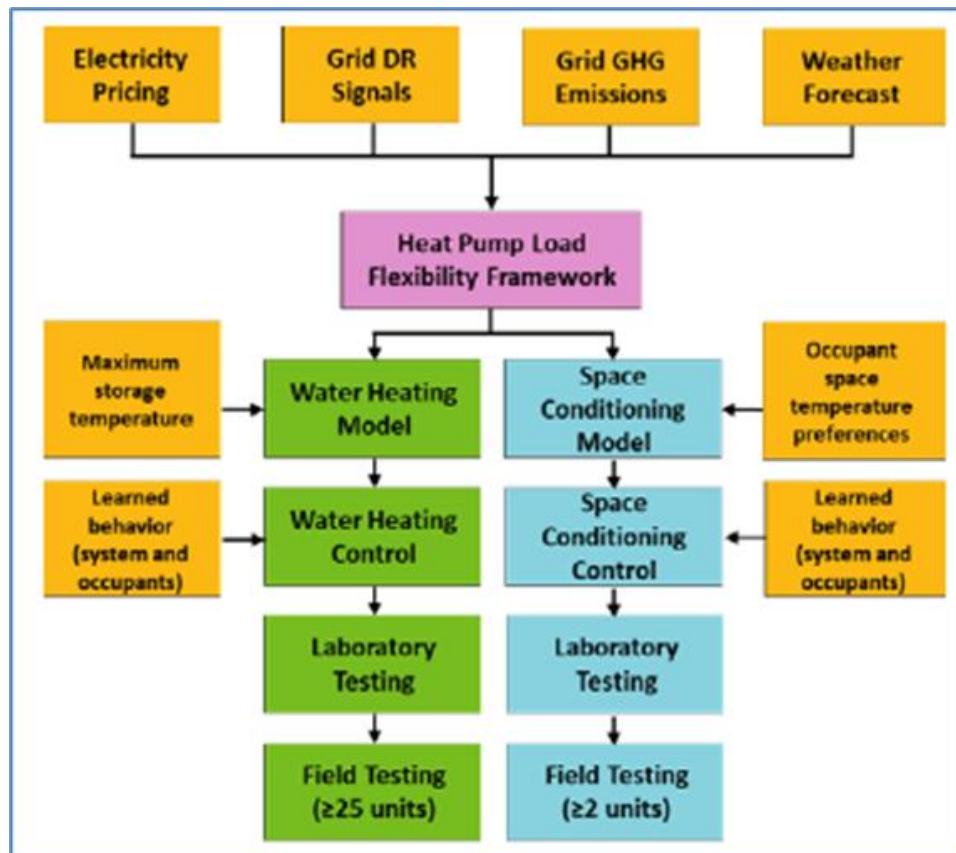 Electricity
Pricing
Grid DR
Signals
Grid GHG
Emissions
Weather
Forecast
Heat Pump Load
Flexibility Framework
Maximum
storage
temperature
Water Heating
Model
Space
Conditioning
Model
Occupant
space
temperature
preferences
Learned
behavior
(system and
occupants)
Water Heating
Control
Space
Conditioning
Control
Learned
behavior
(system and
occupants)
Laboratory
Testing
Laboratory
Testing
Field Testing
(≥25 units)
Field Testing
(≥2 units)